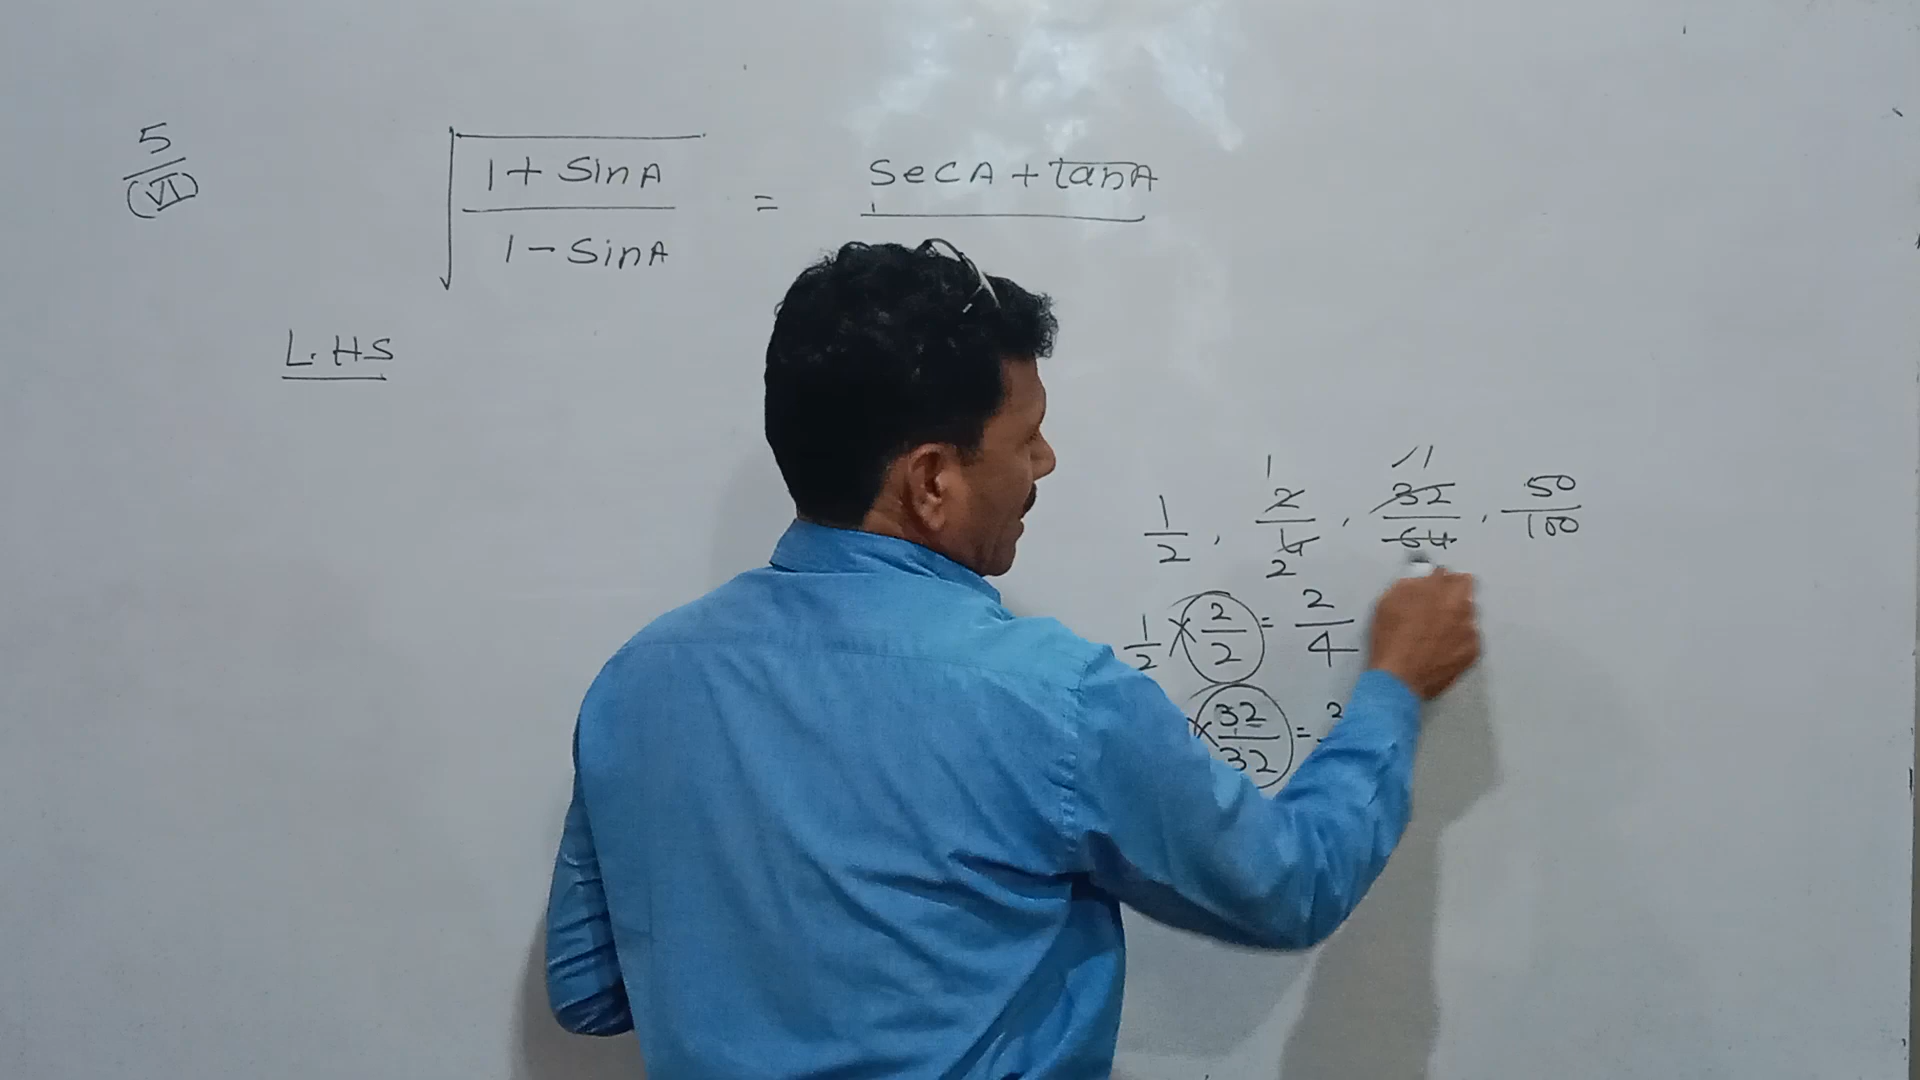 5/(VI) √(1 + sinA / 1 - sinA) = secA + tanA
L.HS
1/2 , 2/4 , 32/64 , 50/100
1 1
2
1/2 × 2/2 = 2/4
× 32/32 =